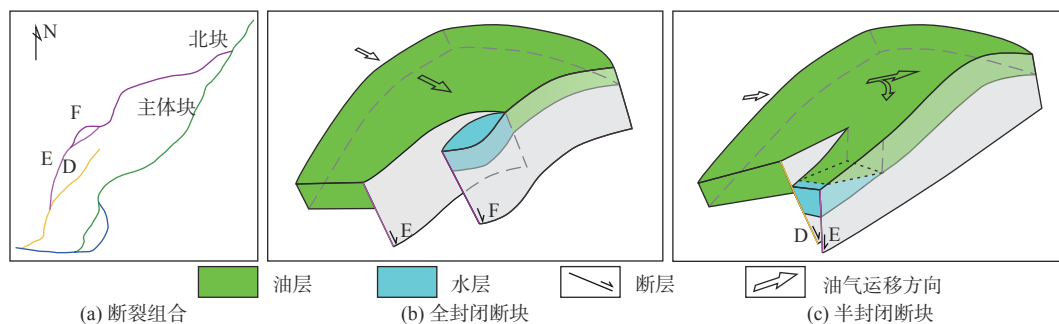 N
北块
主体块
F
E
D
E
F
D
E
油层
水层
断层
油气运移方向
(a) 断裂组合
(b) 全封闭断块
(c) 半封闭断块